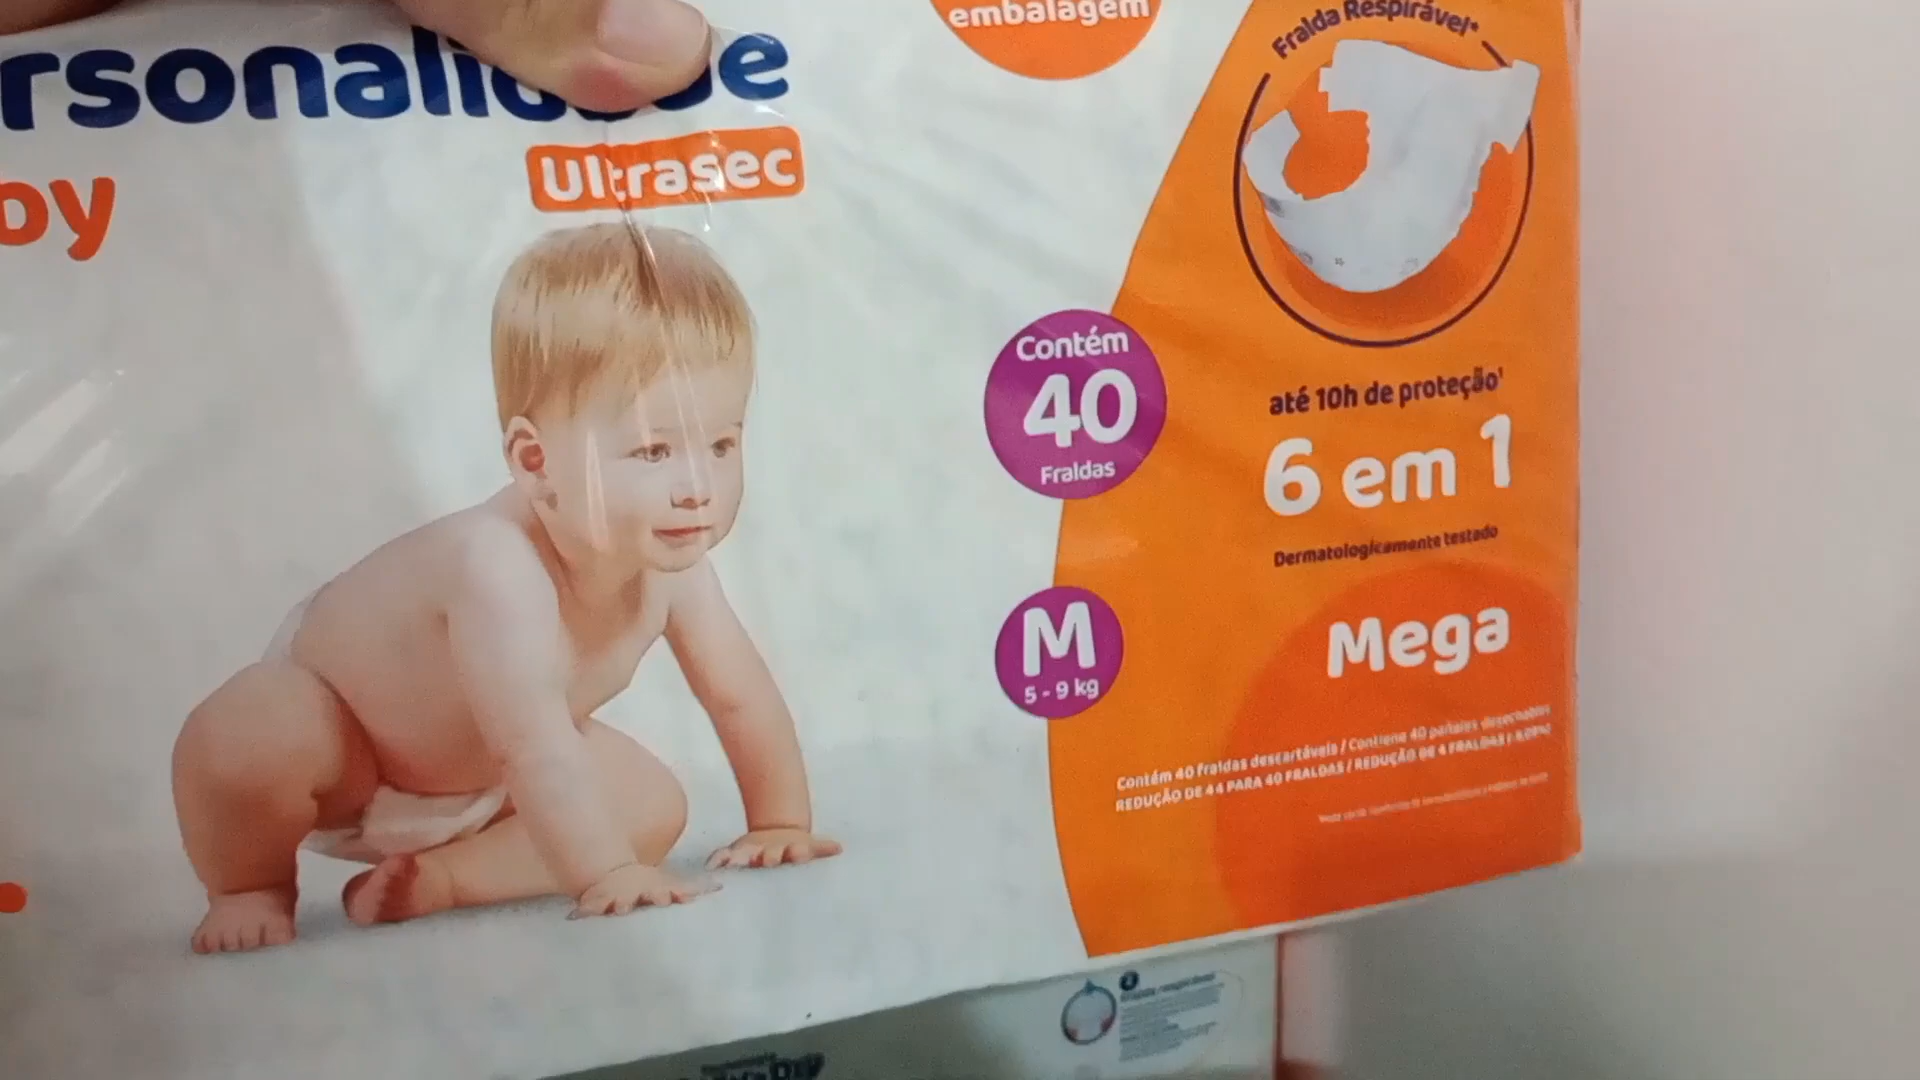 embalagem
rsonali
e
Ultrasec
by
Fralda Respirável*
Contém
40
Fraldas
até 10h de proteção¹
6 em 1
Dermatologicamente testado
M
5 - 9 kg
Mega
Contém 40 fraldas descartáveis / Contiene 40 pañales desechables
REDUÇÃO DE 44 PARA 40 FRALDAS / REDUÇÃO DE 4 FRALDAS